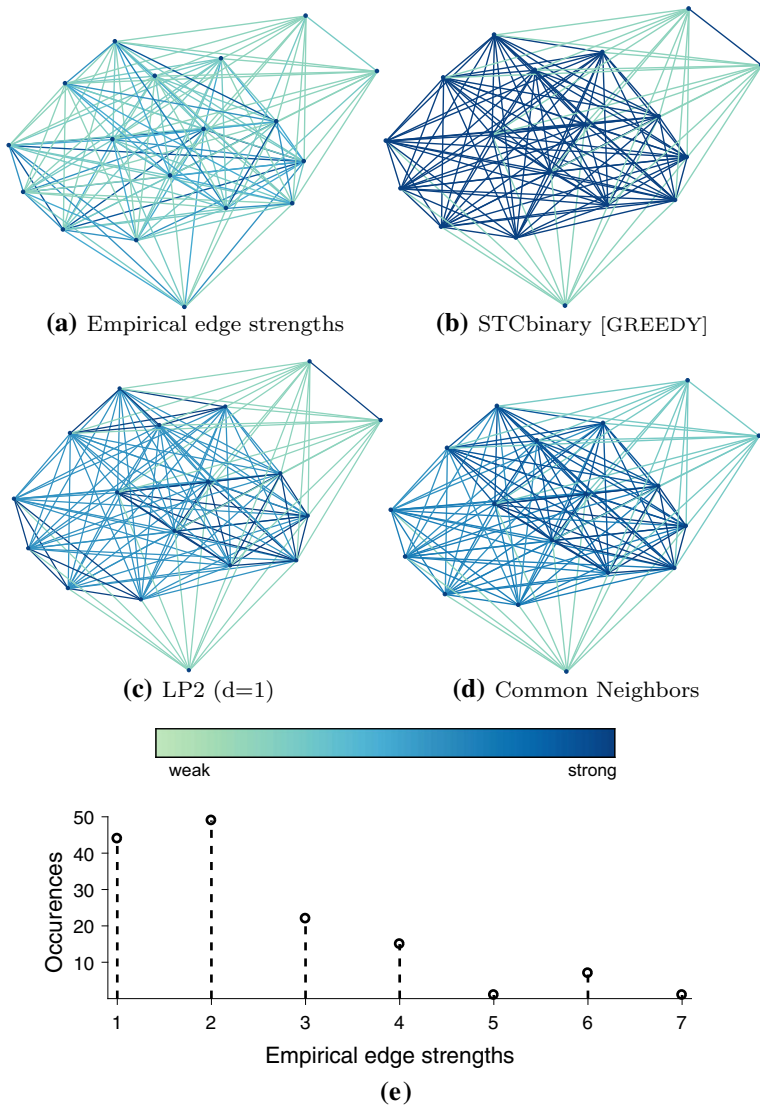 (a) Empirical edge strengths
(b) STCbinary [GREEDY]
(c) LP2 (d=1)
(d) Common Neighbors
weak strong
50
40
30
20
10
Occurences
1 2 3 4 5 6 7
Empirical edge strengths
(e)